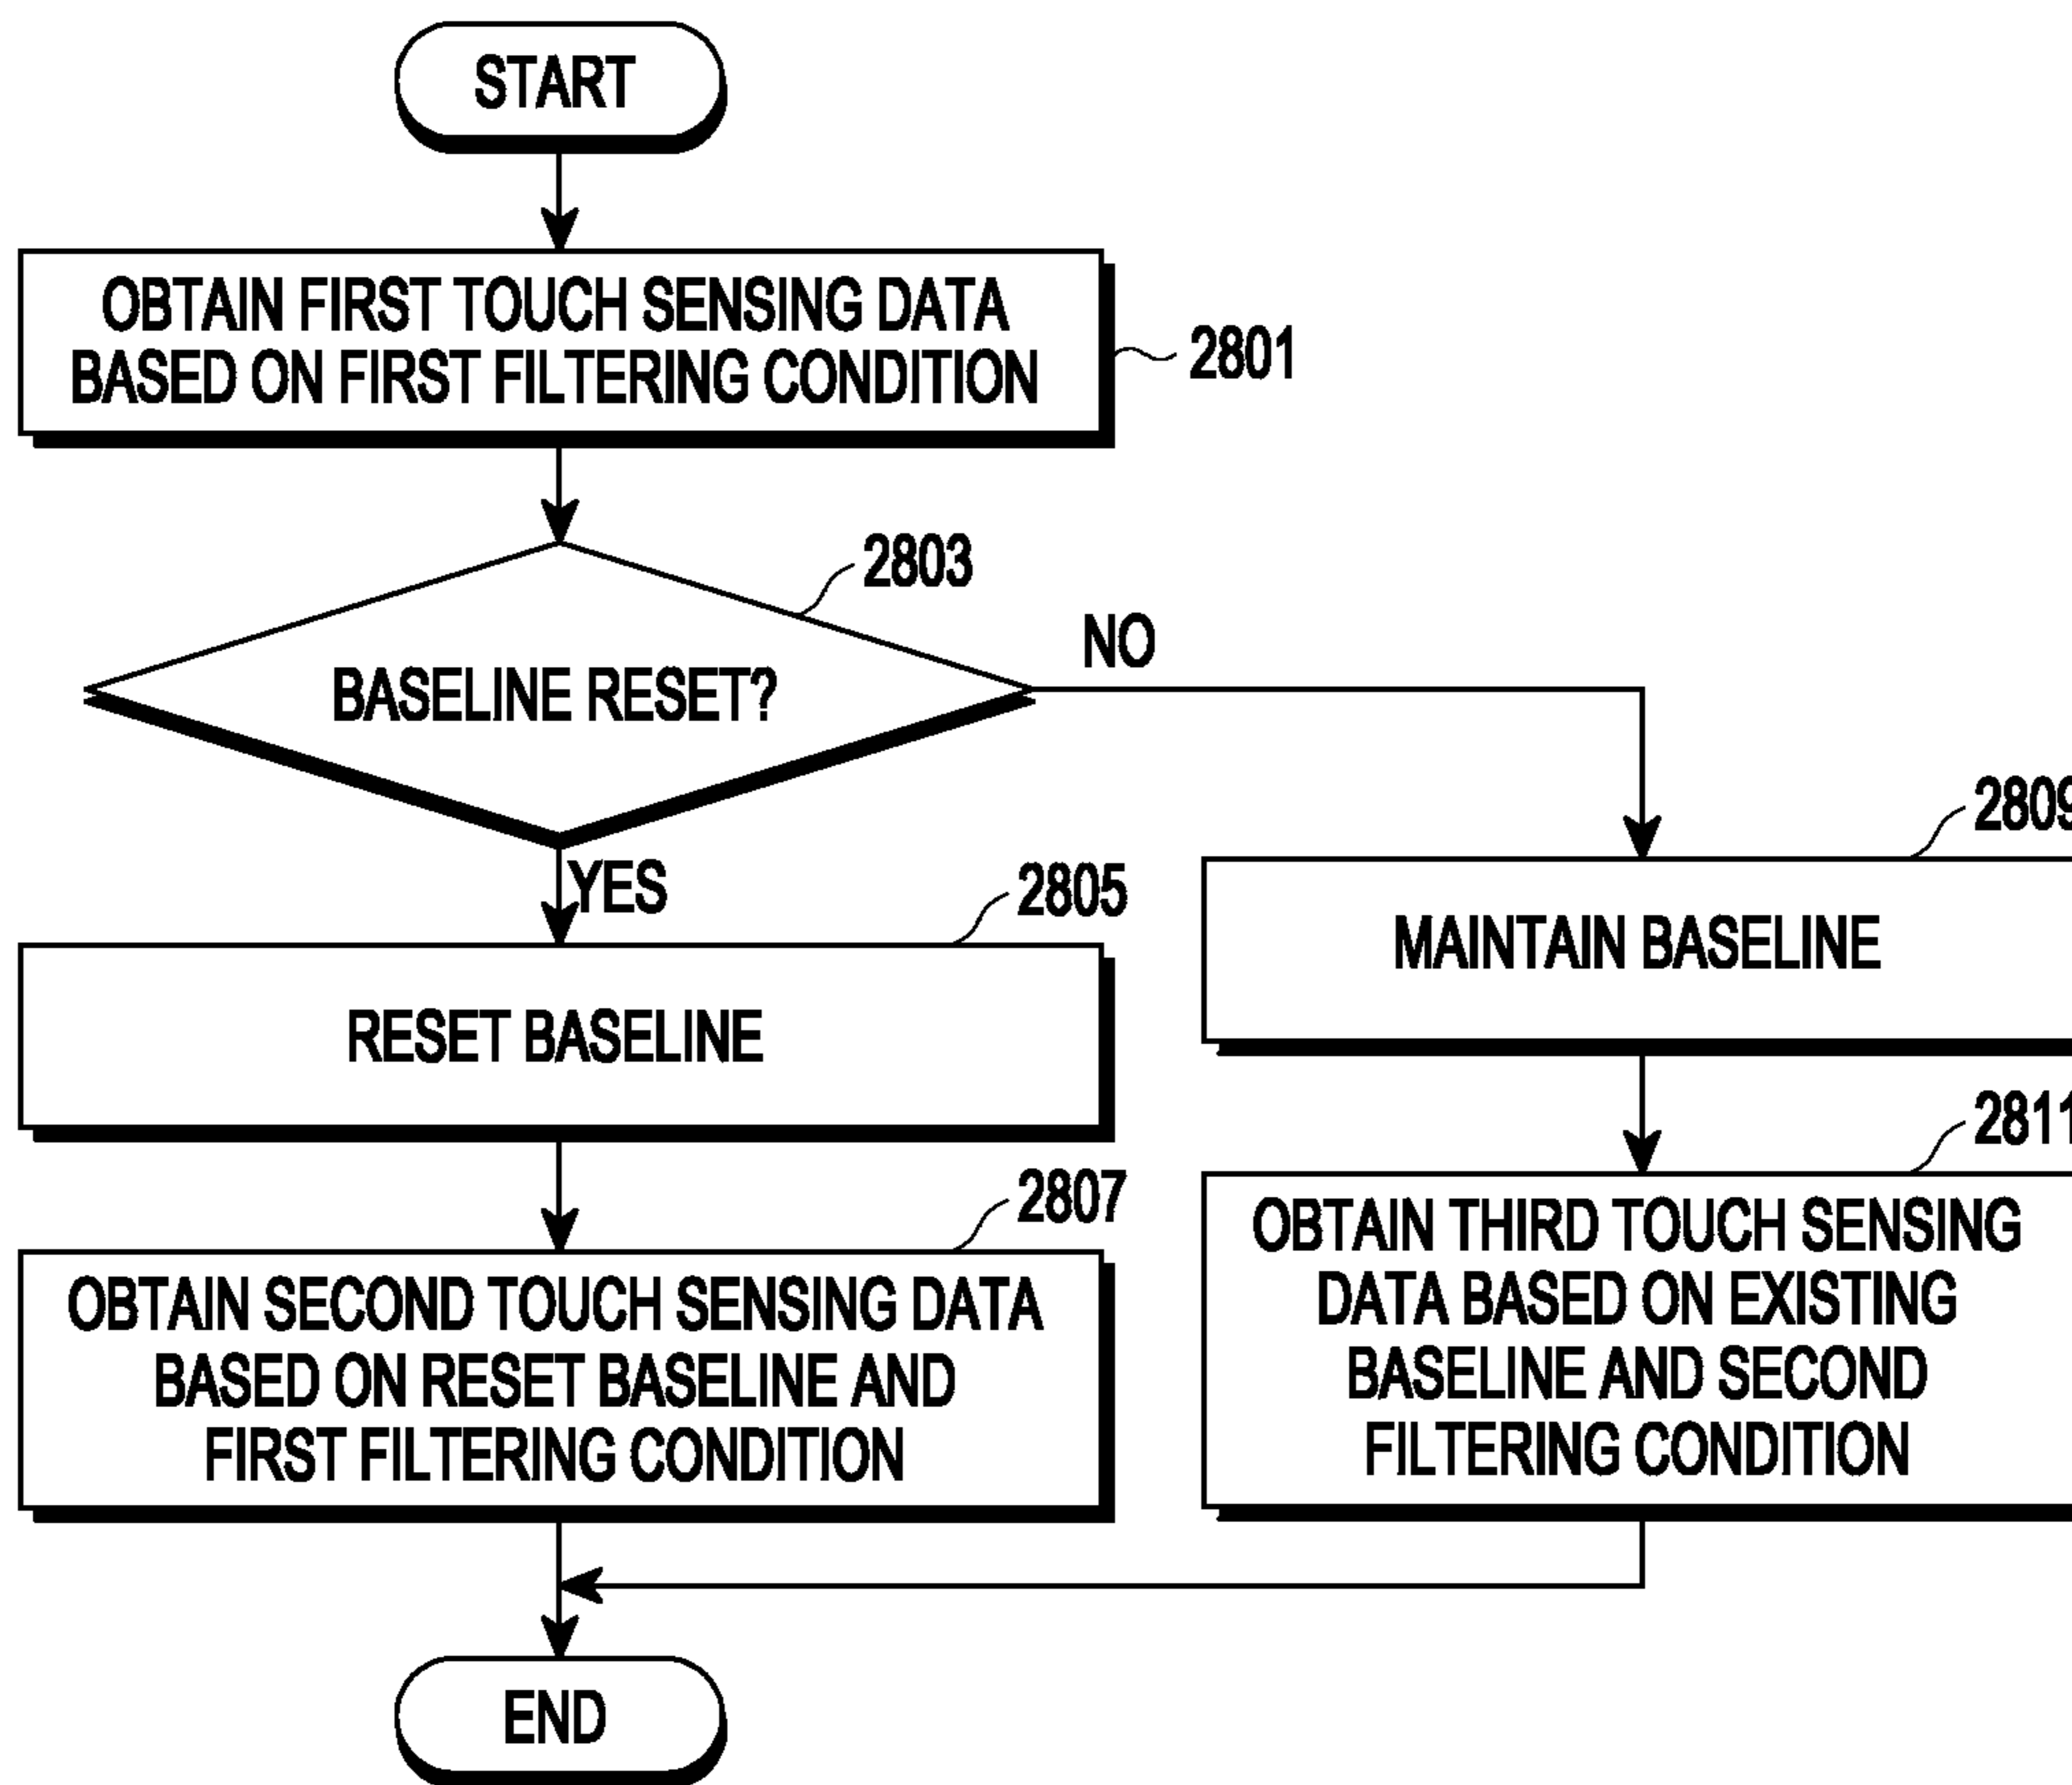 START
OBTAIN FIRST TOUCH SENSING DATA
BASED ON FIRST FILTERING CONDITION
2801
2803
BASELINE RESET?
NO
YES
2805
RESET BASELINE
2807
OBTAIN SECOND TOUCH SENSING DATA
BASED ON RESET BASELINE AND
FIRST FILTERING CONDITION
2809
MAINTAIN BASELINE
2811
OBTAIN THIRD TOUCH SENSING
DATA BASED ON EXISTING
BASELINE AND SECOND
FILTERING CONDITION
END